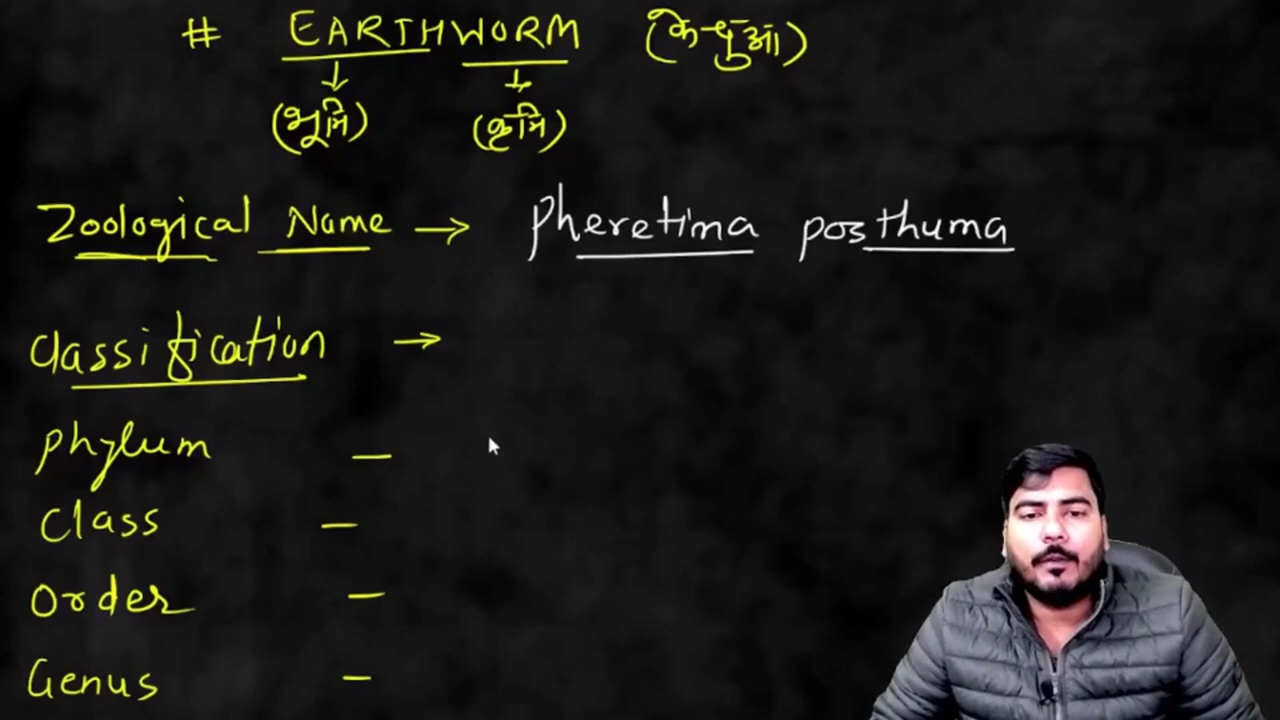 # EARTHWORM (केन्चुआ)
↓ ↓
(भूमि) (कृमि)
Zoological Name → Pheretima posthuma
Classification →
Phylum –
Class –
Order –
Genus –